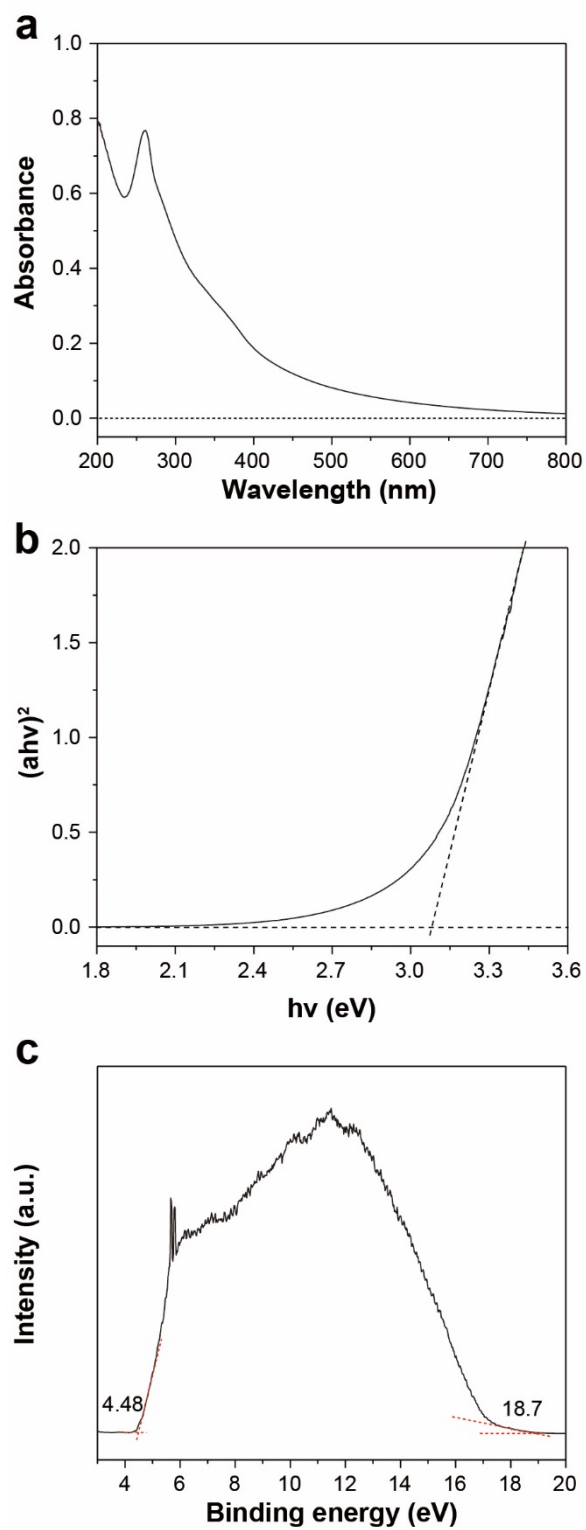 a
1.0
0.8
0.6
0.4
0.2
0.0
Absorbance
200 300 400 500 600 700 800
Wavelength (nm)
b
2.0
1.5
1.0
0.5
0.0
(ahv)²
1.8 2.1 2.4 2.7 3.0 3.3 3.6
hv (eV)
c
Intensity (a.u.)
4.48
18.7
4 6 8 10 12 14 16 18 20
Binding energy (eV)